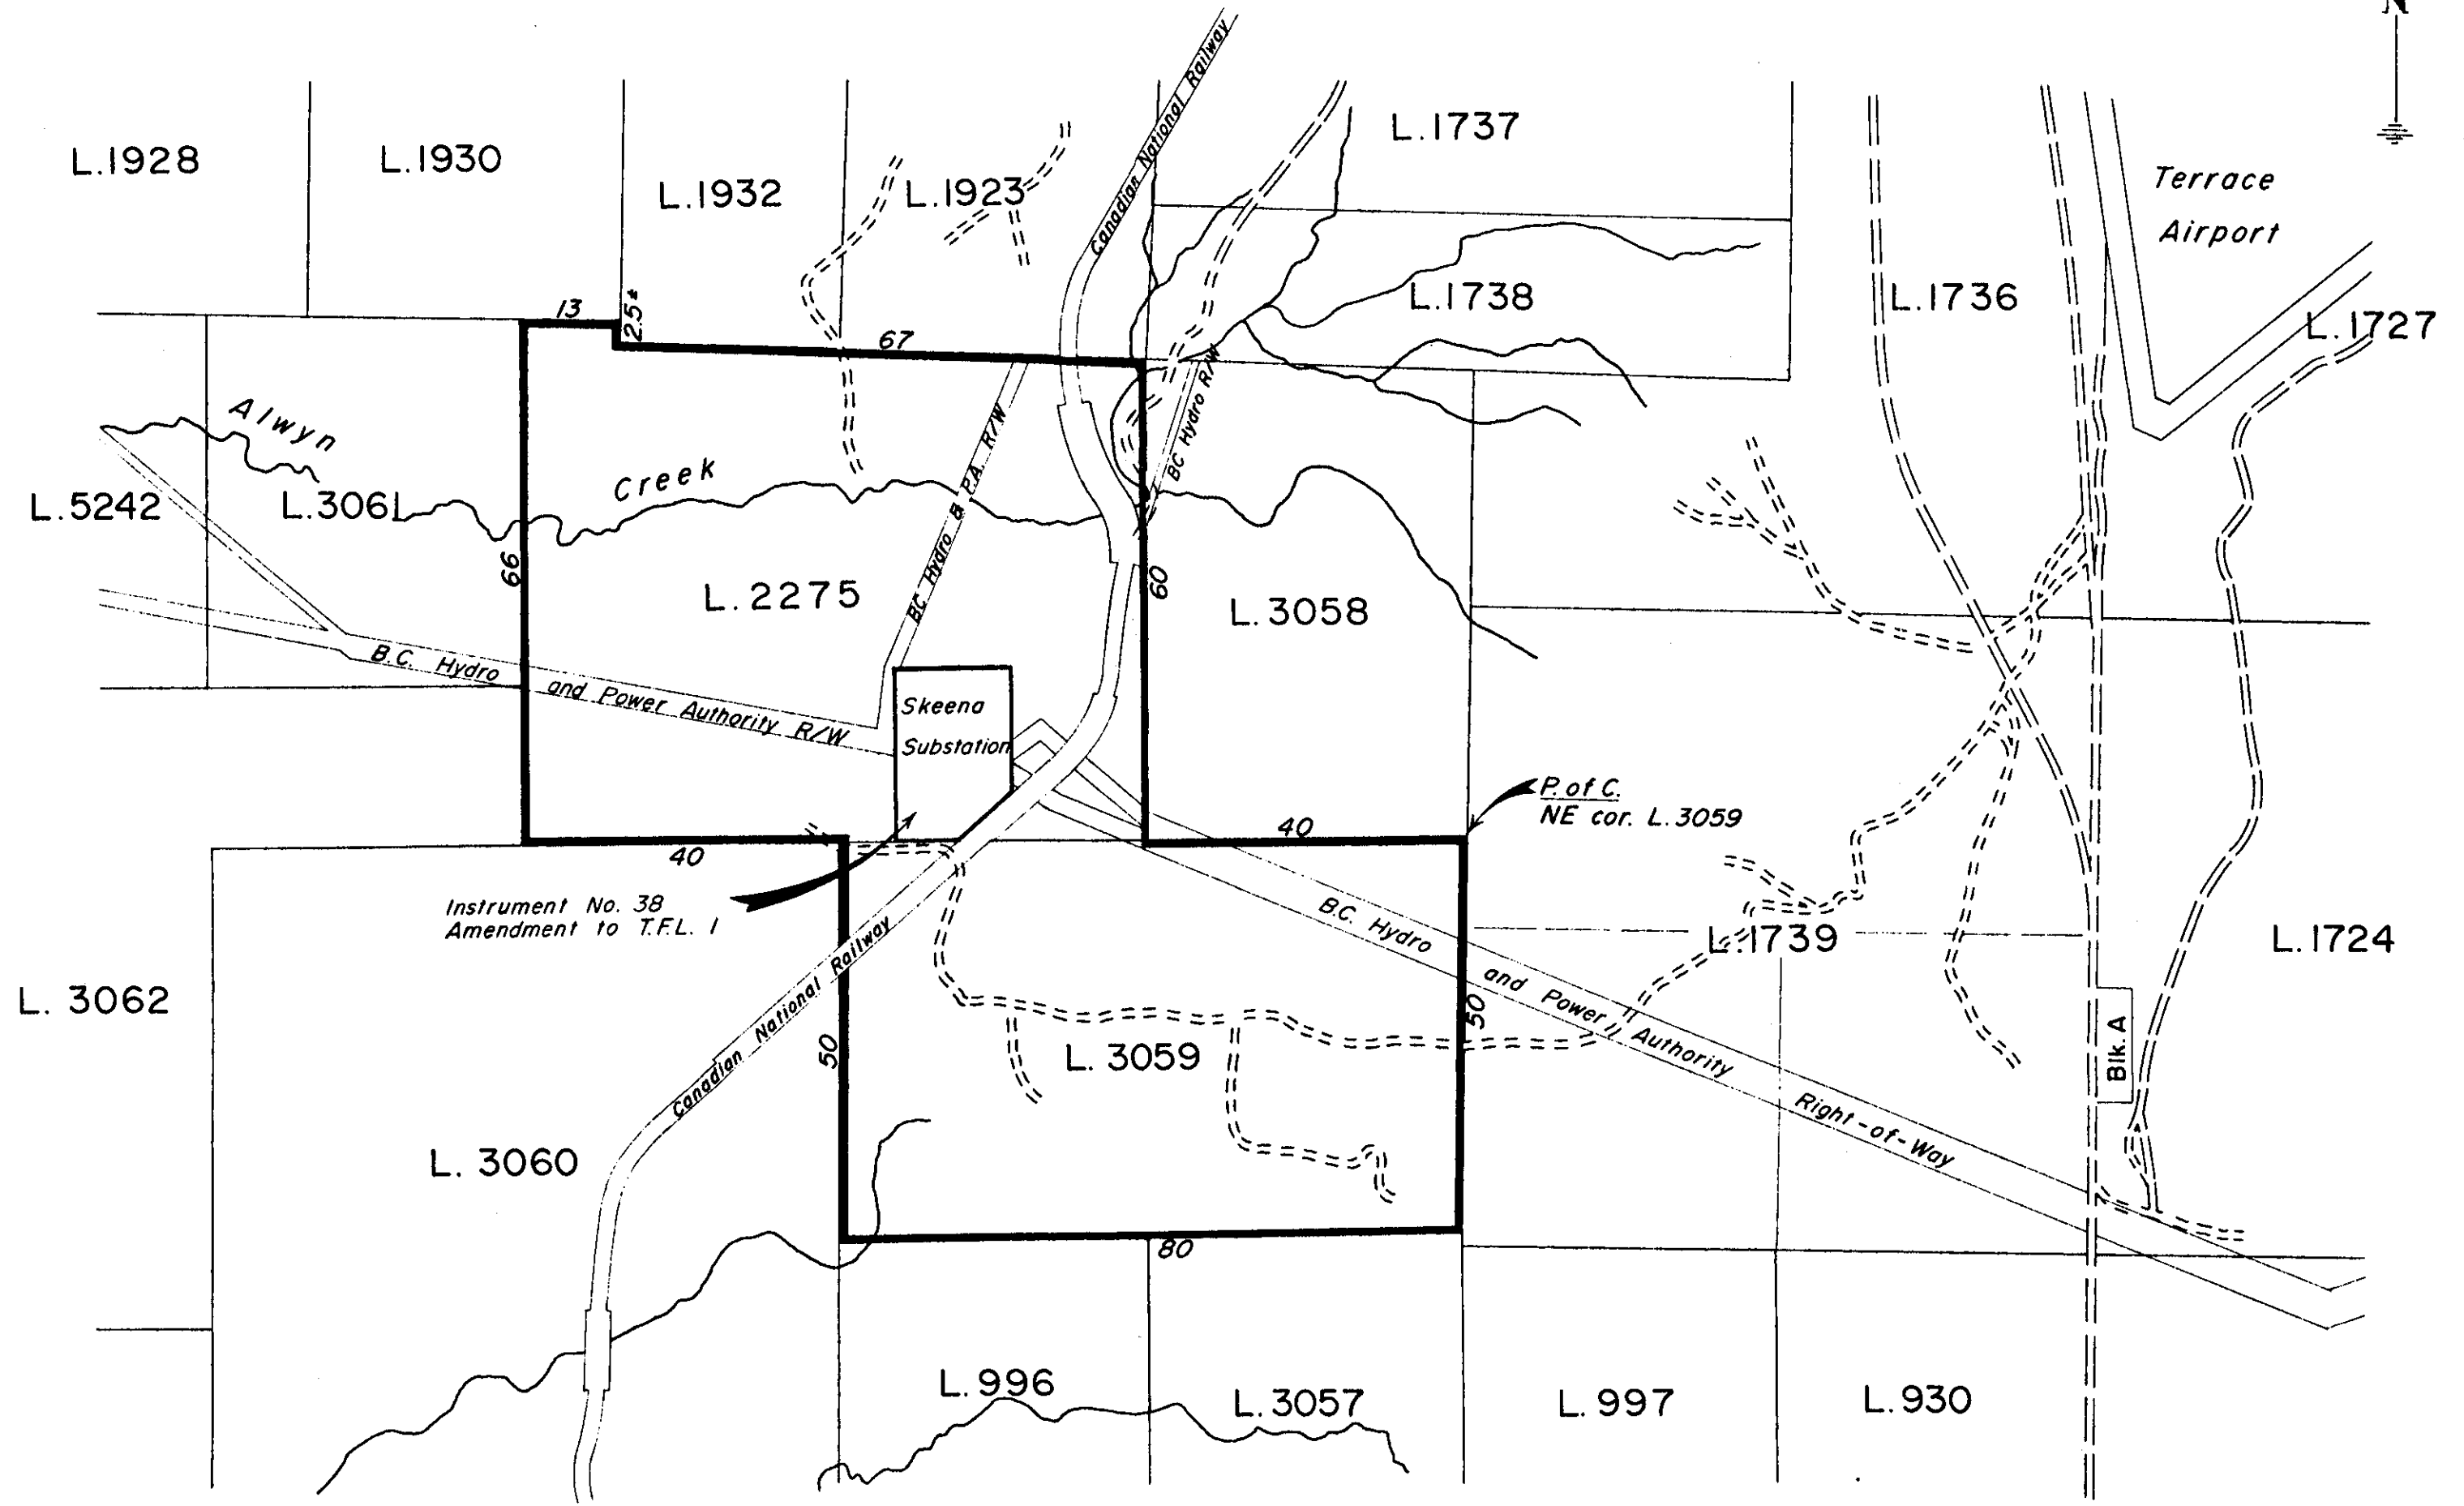 N
Canadian National Railway
L.1737
L.1928
L.1930
L.1932
L.1923
Terrace
Airport
L.1738
L.1736
L.1727
13
2.5±
67
BC Hydro R/W
Alwyn
Creek
BC Hydro & P.A. R/W
L.5242
L.3061
66
60
L.2275
L.3058
B.C. Hydro and Power Authority R/W
Skeena
Substation
P. of C.
NE cor. L.3059
40
40
Instrument No. 38
Amendment to T.F.L. 1
Canadian National Railway
B.C. Hydro and Power Authority Right-of-Way
L.1739
L.1724
L. 3062
50
50
L. 3059
Blk. A
L. 3060
80
L.996
L.3057
L.997
L.930